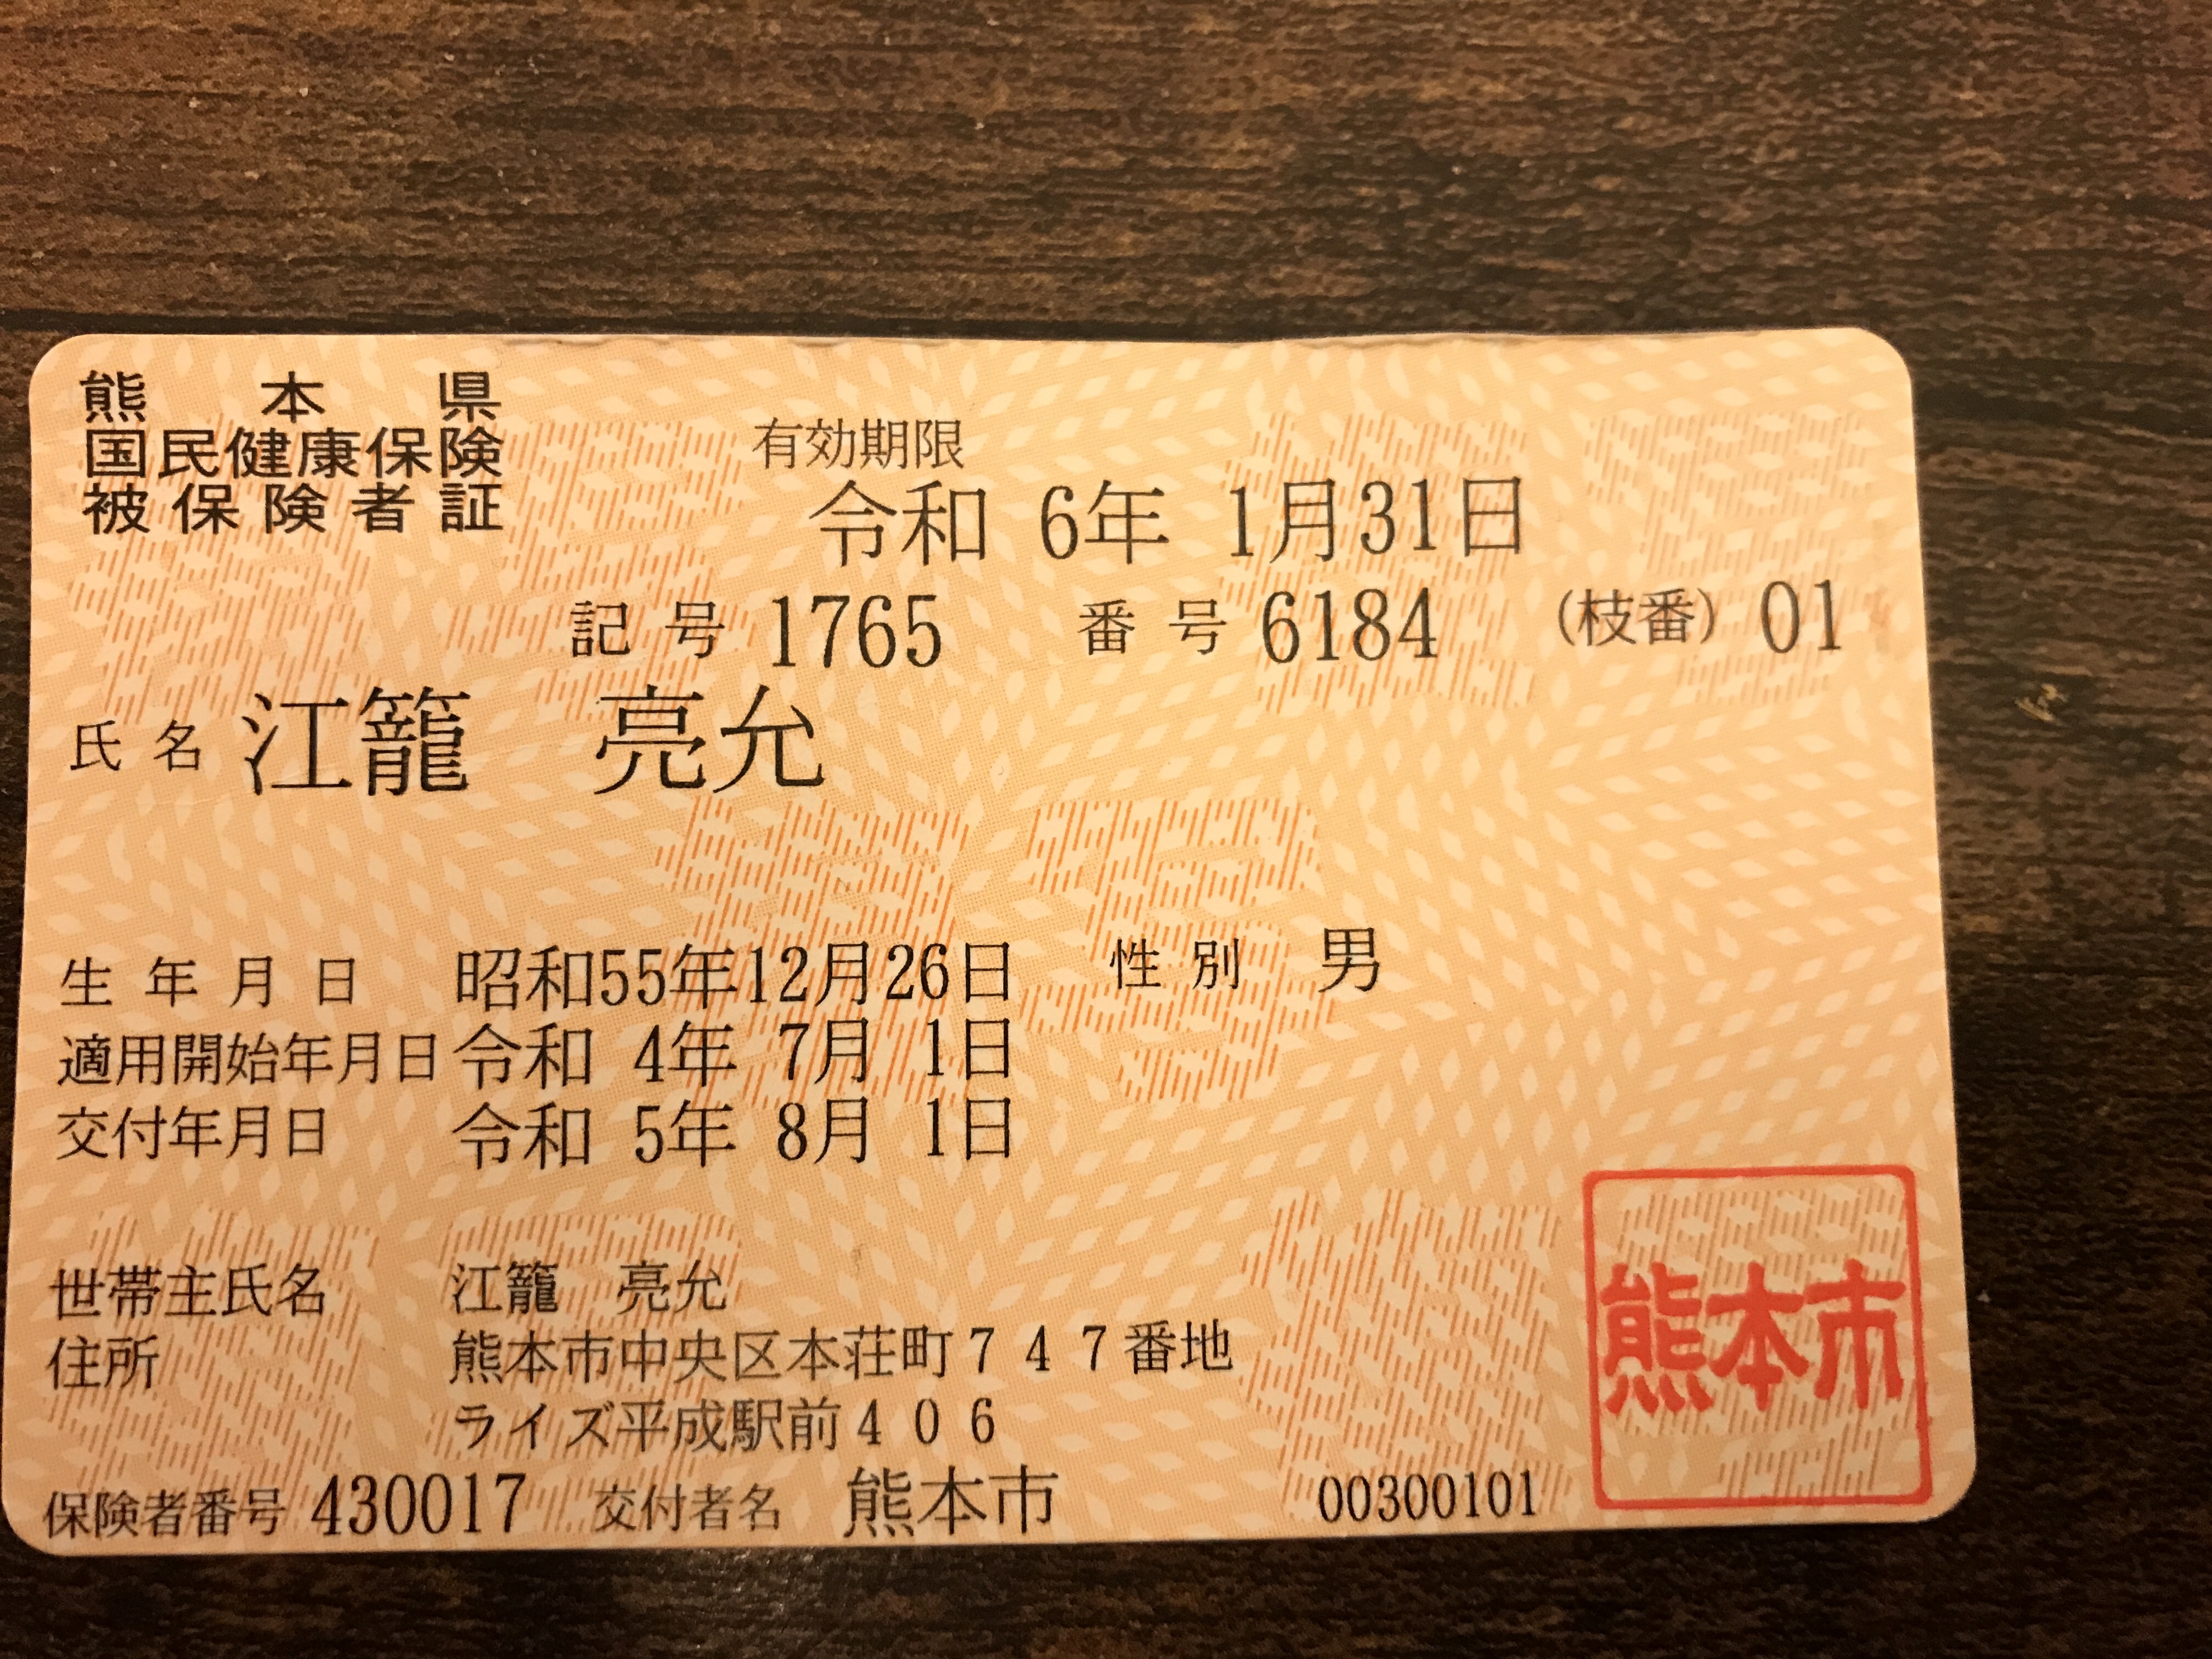 熊本県
国民健康保険
被保険者証
有効期限
令和 6年 1月31日
記号 1765 番号 6184 (枝番) 01
氏名 江籠 亮允
生年月日 昭和55年12月26日 性別 男
適用開始年月日 令和 4年 7月 1日
交付年月日 令和 5年 8月 1日
世帯主氏名 江籠 亮允
住所 熊本市中央区本荘町747番地
ライズ平成駅前406
保険者番号 430017 交付者名 熊本市 00300101
熊本市